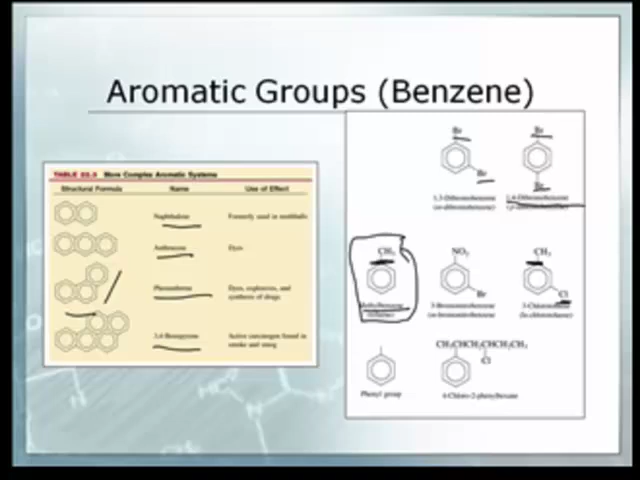 Aromatic Groups (Benzene)
TABLE 22.3 More Complex Aromatic Systems
Structural Formula Name Use of Effect
Naphthalene Formerly used in mothballs
Anthracene Dyes
Phenanthrene Dyes, explosives, and
synthesis of drugs
3,4-Benzpyrene Active carcinogen found in
smoke and smog
Br Br
Br Br
1,3-Dibromobenzene 1,4-Dibromobenzene
(m-dibromobenzene)
CH₃ NO₂ CH₃
Br Cl
Methylbenzene 3-Bromonitrobenzene 3-Chlorotoluene
(toluene) (m-bromonitrobenzene)
CH₃CHCH₂CHCH₂CH₃
Cl
Phenyl group 4-Chloro-2-phenylhexane